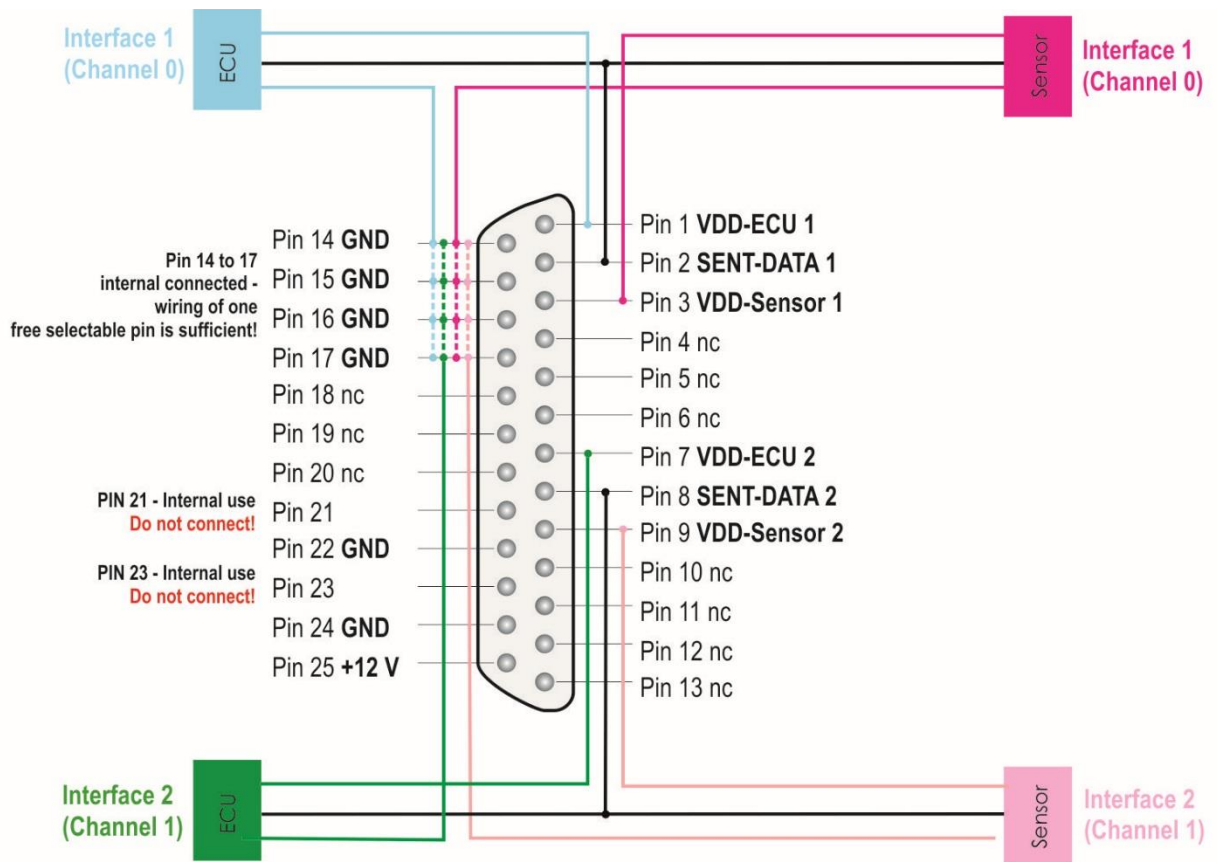 Interface 1
(Channel 0)
ECU
Sensor
Interface 1
(Channel 0)
Pin 14 GND
Pin 15 GND
Pin 16 GND
Pin 17 GND
Pin 18 nc
Pin 19 nc
Pin 20 nc
Pin 21
Pin 22 GND
Pin 23
Pin 24 GND
Pin 25 +12 V
Pin 14 to 17
internal connected -
wiring of one
free selectable pin is sufficient!
PIN 21 - Internal use
Do not connect!
PIN 23 - Internal use
Do not connect!
Pin 1 VDD-ECU 1
Pin 2 SENT-DATA 1
Pin 3 VDD-Sensor 1
Pin 4 nc
Pin 5 nc
Pin 6 nc
Pin 7 VDD-ECU 2
Pin 8 SENT-DATA 2
Pin 9 VDD-Sensor 2
Pin 10 nc
Pin 11 nc
Pin 12 nc
Pin 13 nc
Interface 2
(Channel 1)
ECU
Sensor
Interface 2
(Channel 1)